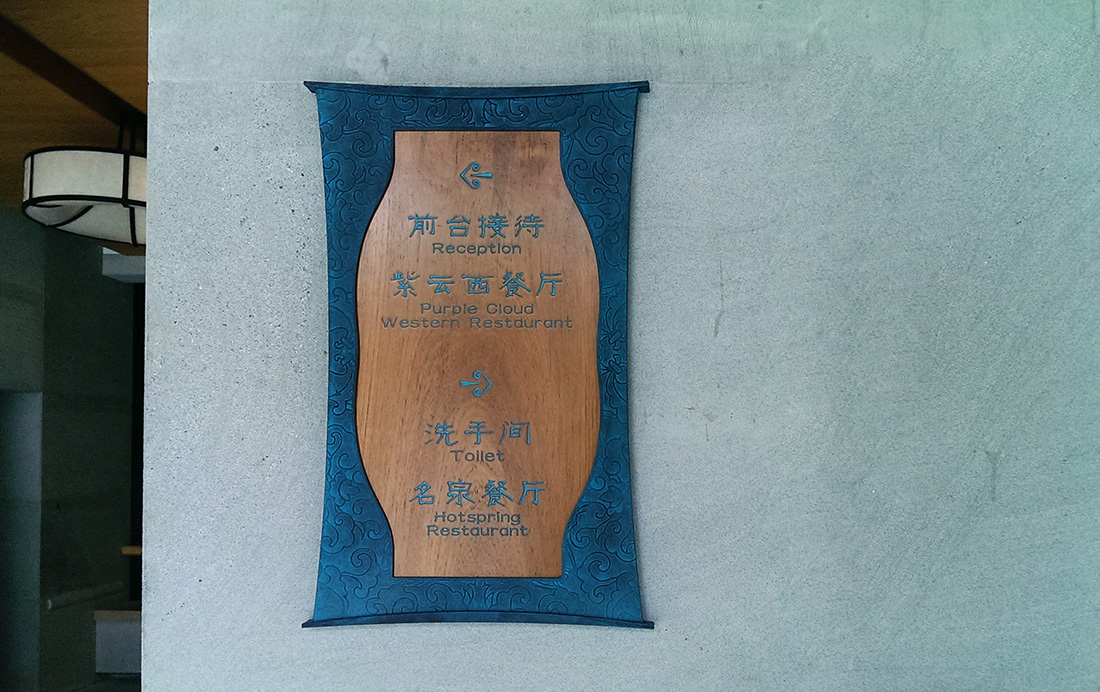 前台接待
Reception
紫云西餐厅
Purple Cloud
Western Restaurant
洗手间
Toilet
名泉餐厅
Hotspring
Restaurant